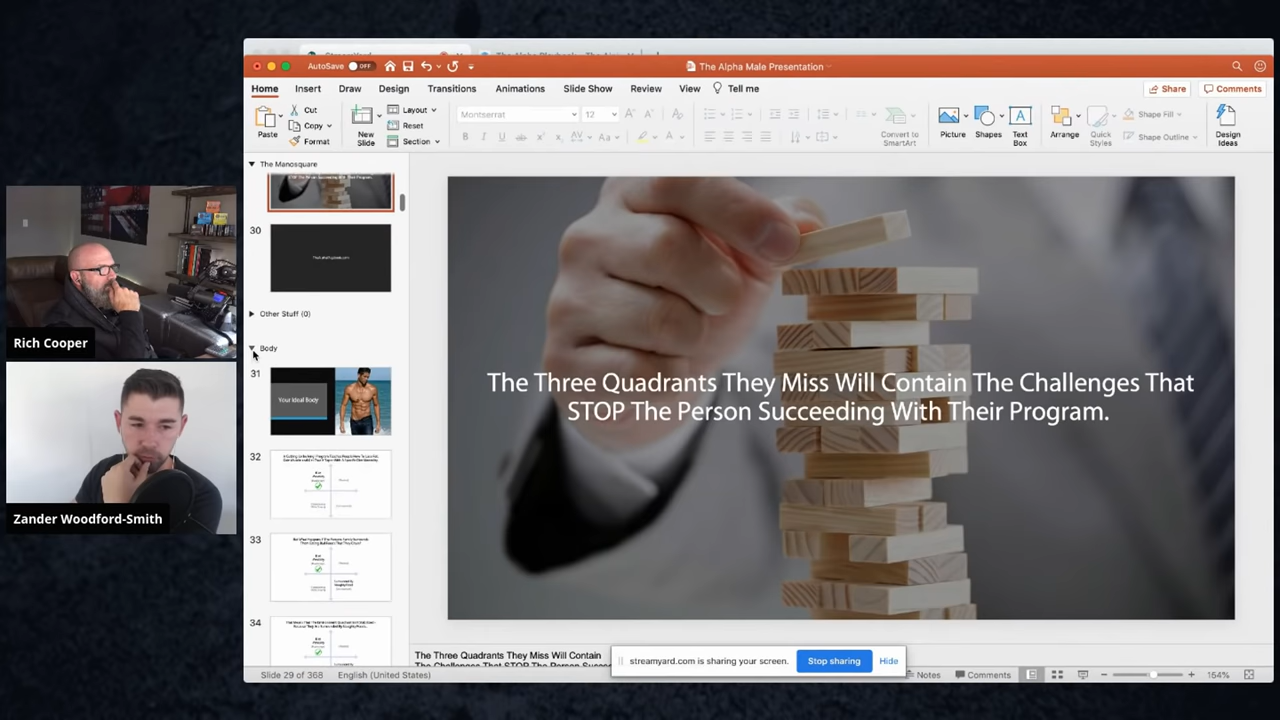 The Alpha Male Presentation
AutoSave OFF
Home Insert Draw Design Transitions Animations Slide Show Review View Tell me Share Comments
Paste Cut Copy Format
New Slide
Layout Reset Section
Montserrat 12
Convert to SmartArt
Picture Shapes Text Box
Arrange Quick Styles
Shape Fill Shape Outline
Design Ideas
The Manosquare
30
Other Stuff (0)
Body
31
Your Ideal Body
32
33
34
The Three Quadrants They Miss Will Contain The Challenges That
STOP The Person Succeeding With Their Program.
Rich Cooper
Zander Woodford-Smith
The Three Quadrants They Miss Will Contain
streamyard.com is sharing your screen. Stop sharing Hide
Slide 29 of 368 English (United States) Notes Comments 154%